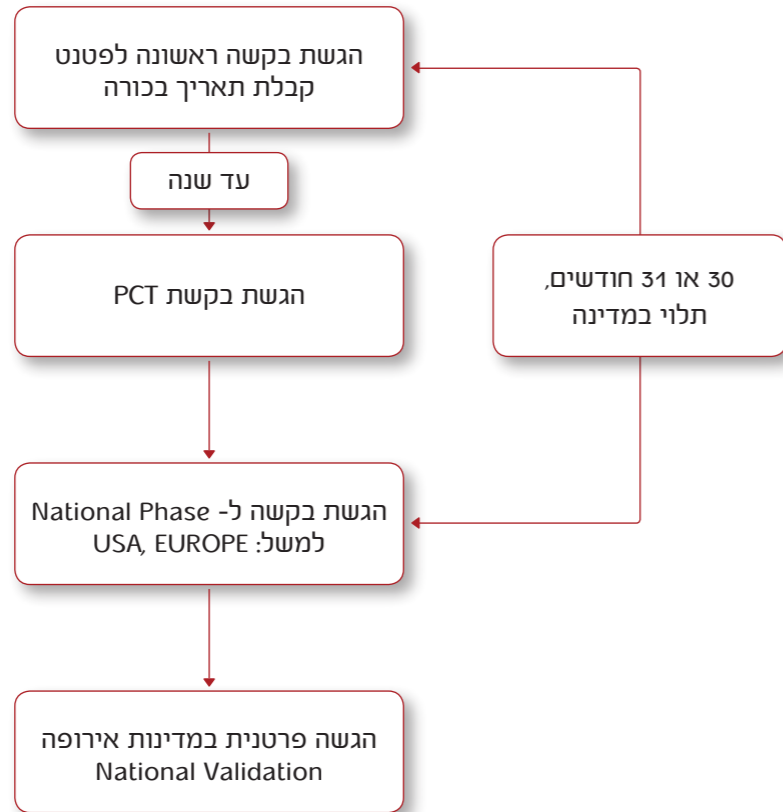 הגשת בקשה ראשונה לפטנט
קבלת תאריך בכורה
עד שנה
הגשת בקשת PCT
30 או 31 חודשים,
תלוי במדינה
הגשת בקשה ל- National Phase
למשל: USA, EUROPE
הגשה פרטנית במדינות אירופה
National Validation